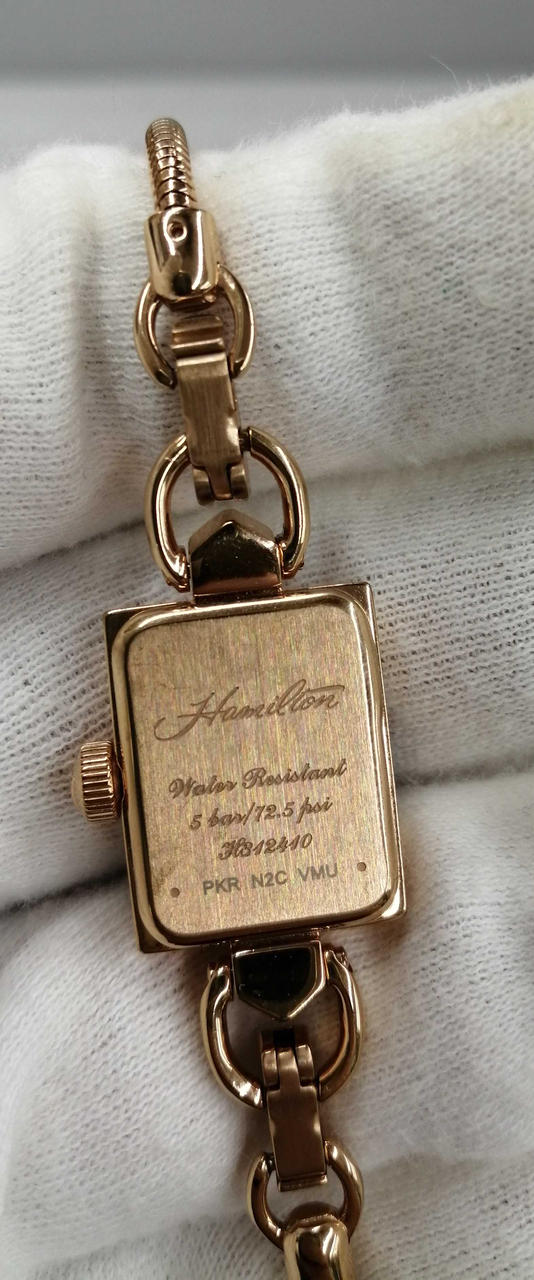 Hamilton
Water Resistant
5 bar/72.5 psi
H312410
PKR N2C VMU